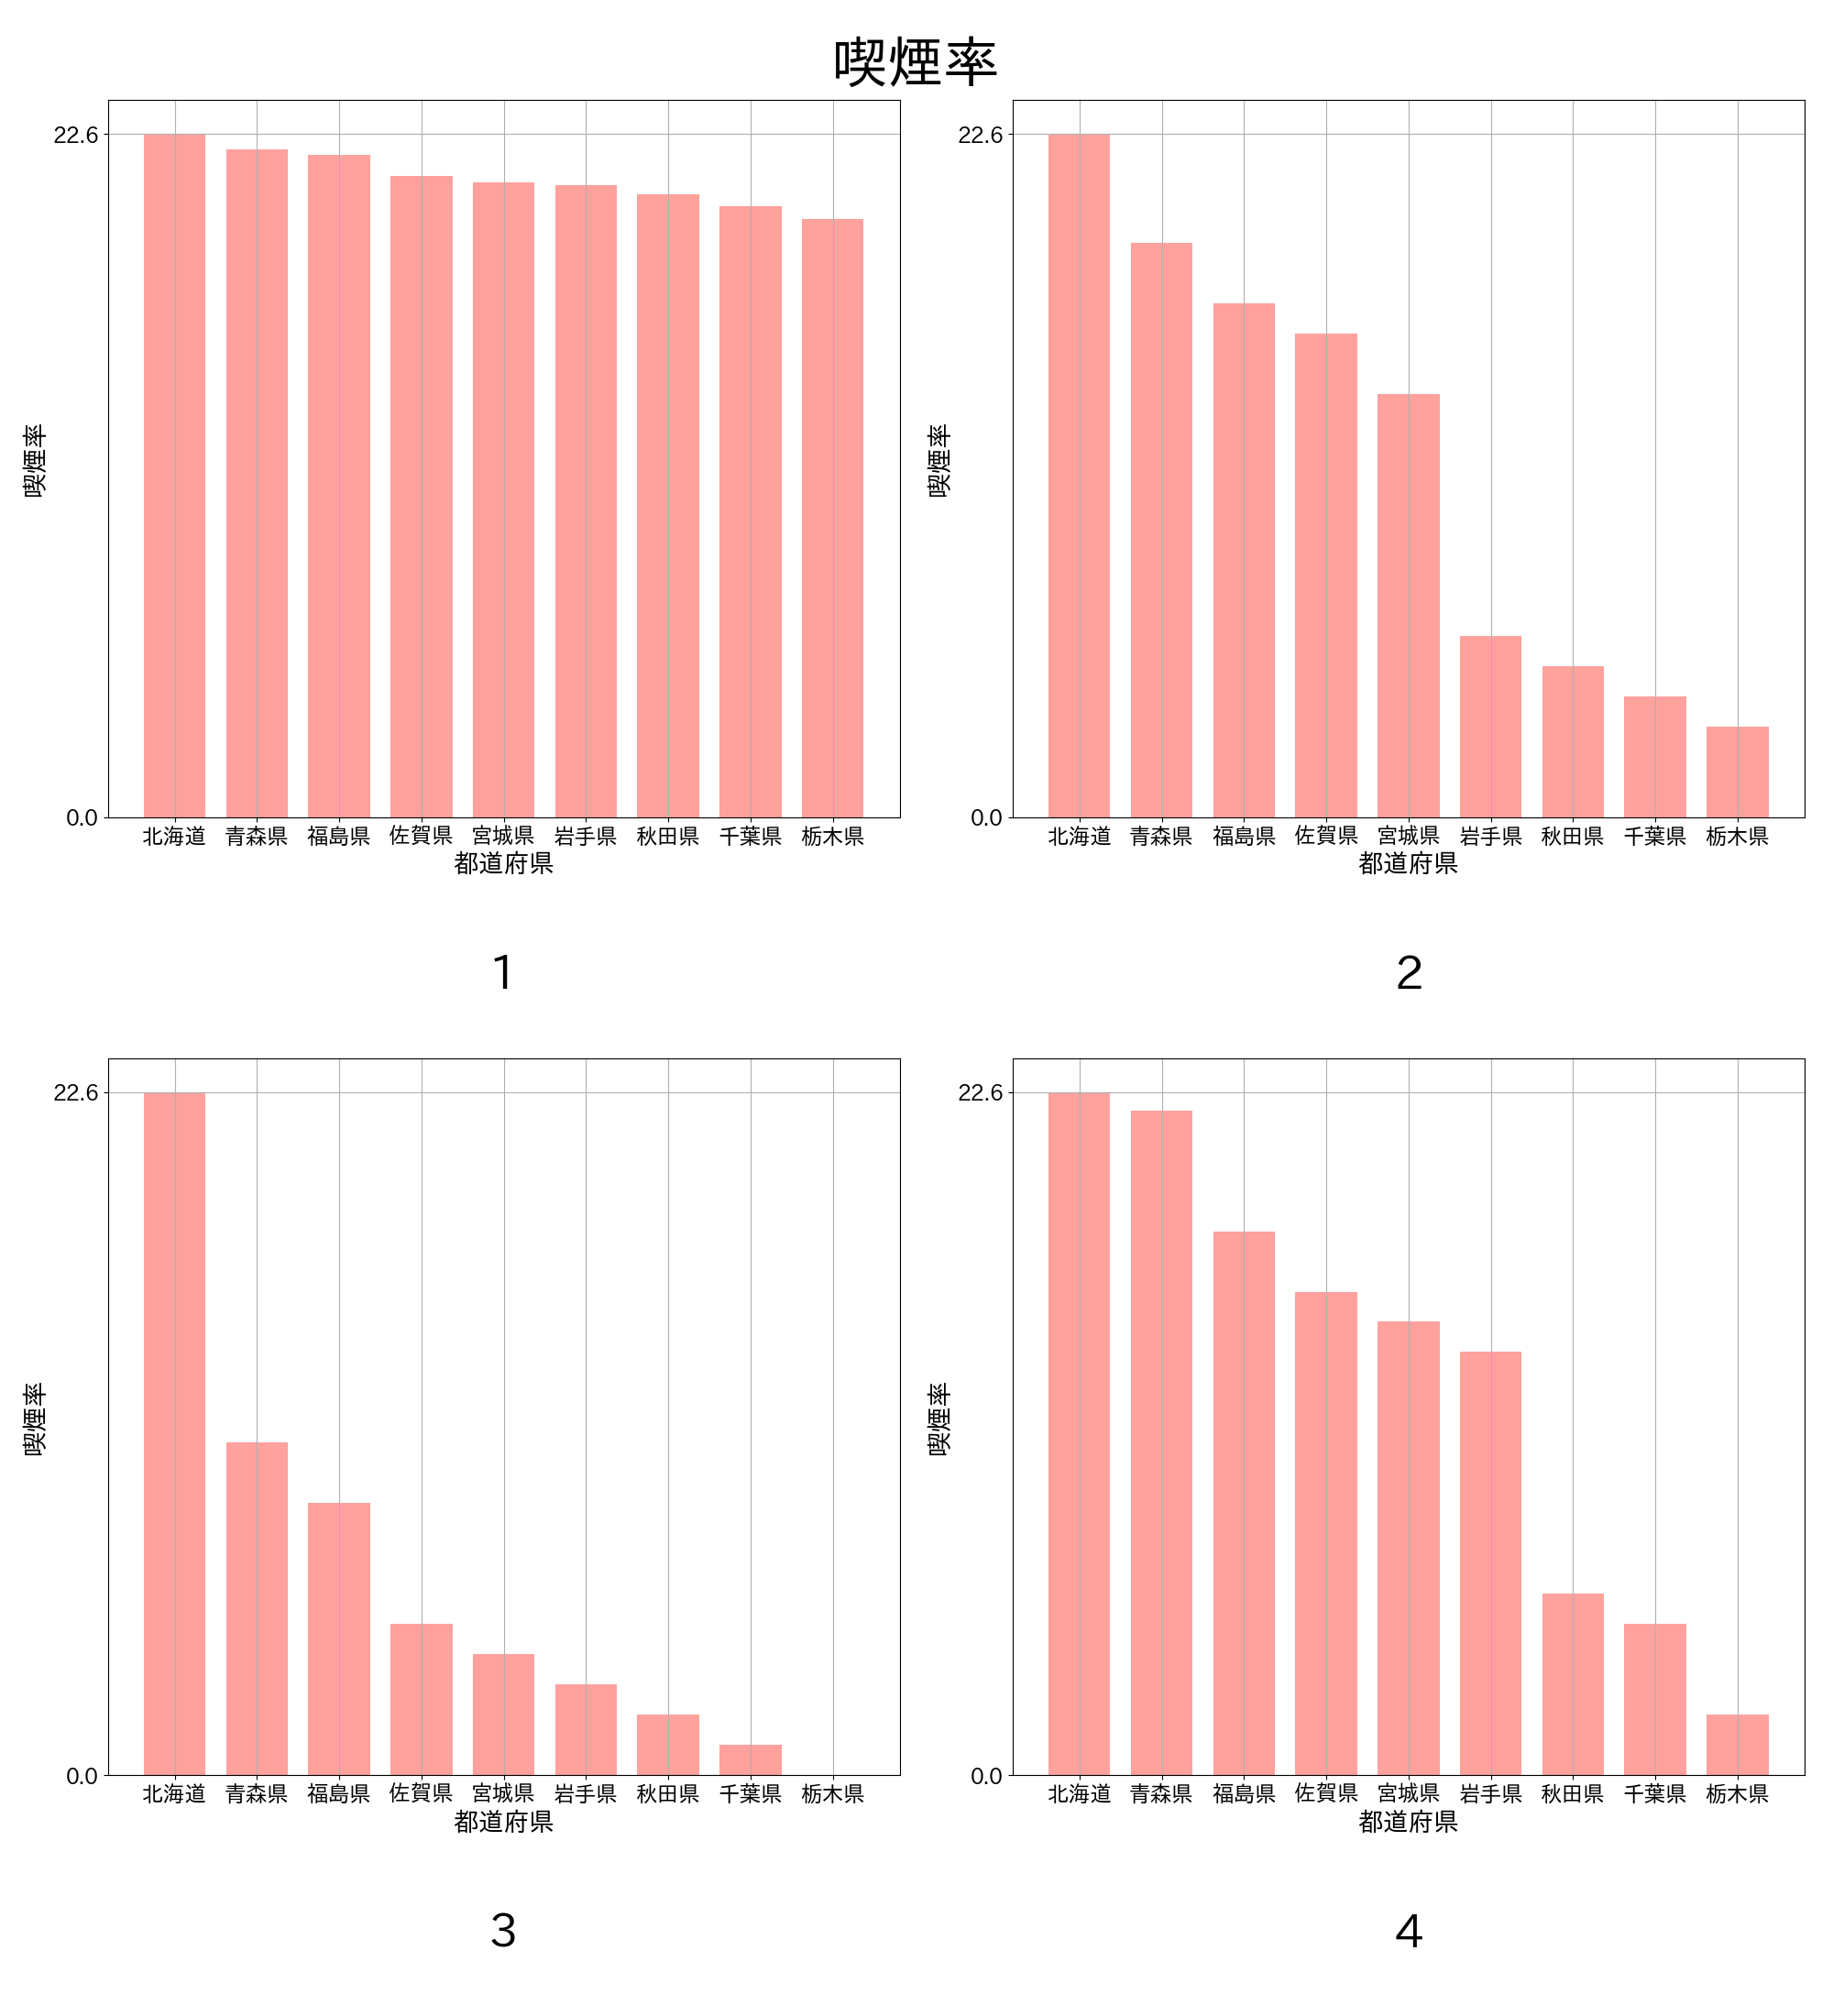 喫煙率
22.6
0.0
喫煙率
北海道 青森県 福島県 佐賀県 宮城県 岩手県 秋田県 千葉県 栃木県
都道府県
1
22.6
0.0
喫煙率
北海道 青森県 福島県 佐賀県 宮城県 岩手県 秋田県 千葉県 栃木県
都道府県
2
22.6
0.0
喫煙率
北海道 青森県 福島県 佐賀県 宮城県 岩手県 秋田県 千葉県 栃木県
都道府県
3
22.6
0.0
喫煙率
北海道 青森県 福島県 佐賀県 宮城県 岩手県 秋田県 千葉県 栃木県
都道府県
4